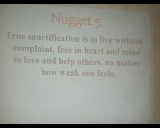 Nugget 5
True sanctification is to live without
complaint, free in heart and mind
to love and help others, no matter
how weak one feels.